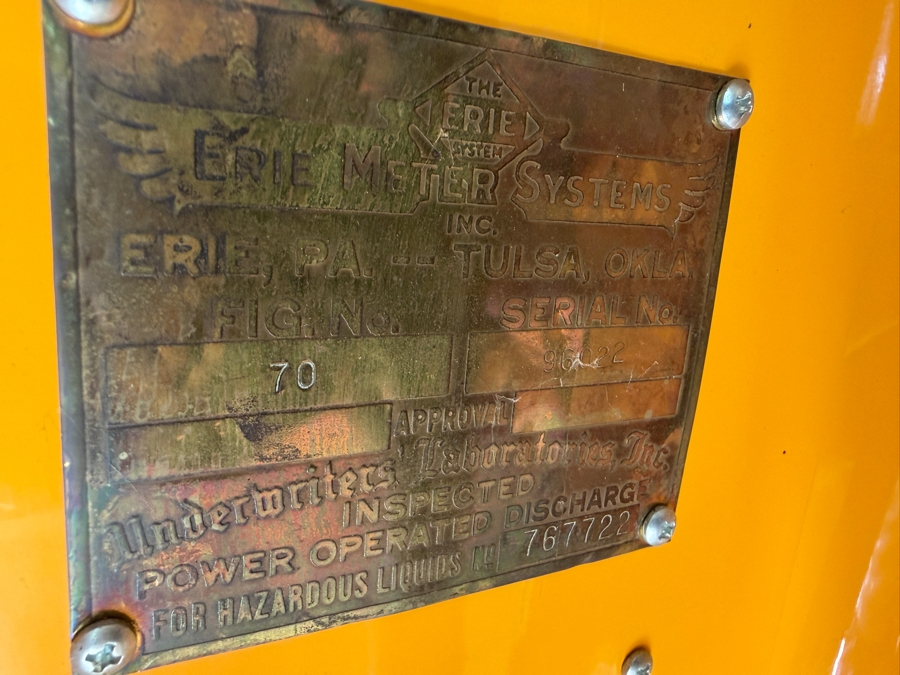 THE
ERIE
SYSTEM
ERIE METER SYSTEMS
INC.
ERIE, PA. -- TULSA, OKLA.
FIG. No. SERIAL No.
70
APPROVAL
Underwriters' Laboratories, Inc.
INSPECTED
POWER OPERATED DISCHARGE
FOR HAZARDOUS LIQUIDS No 767722